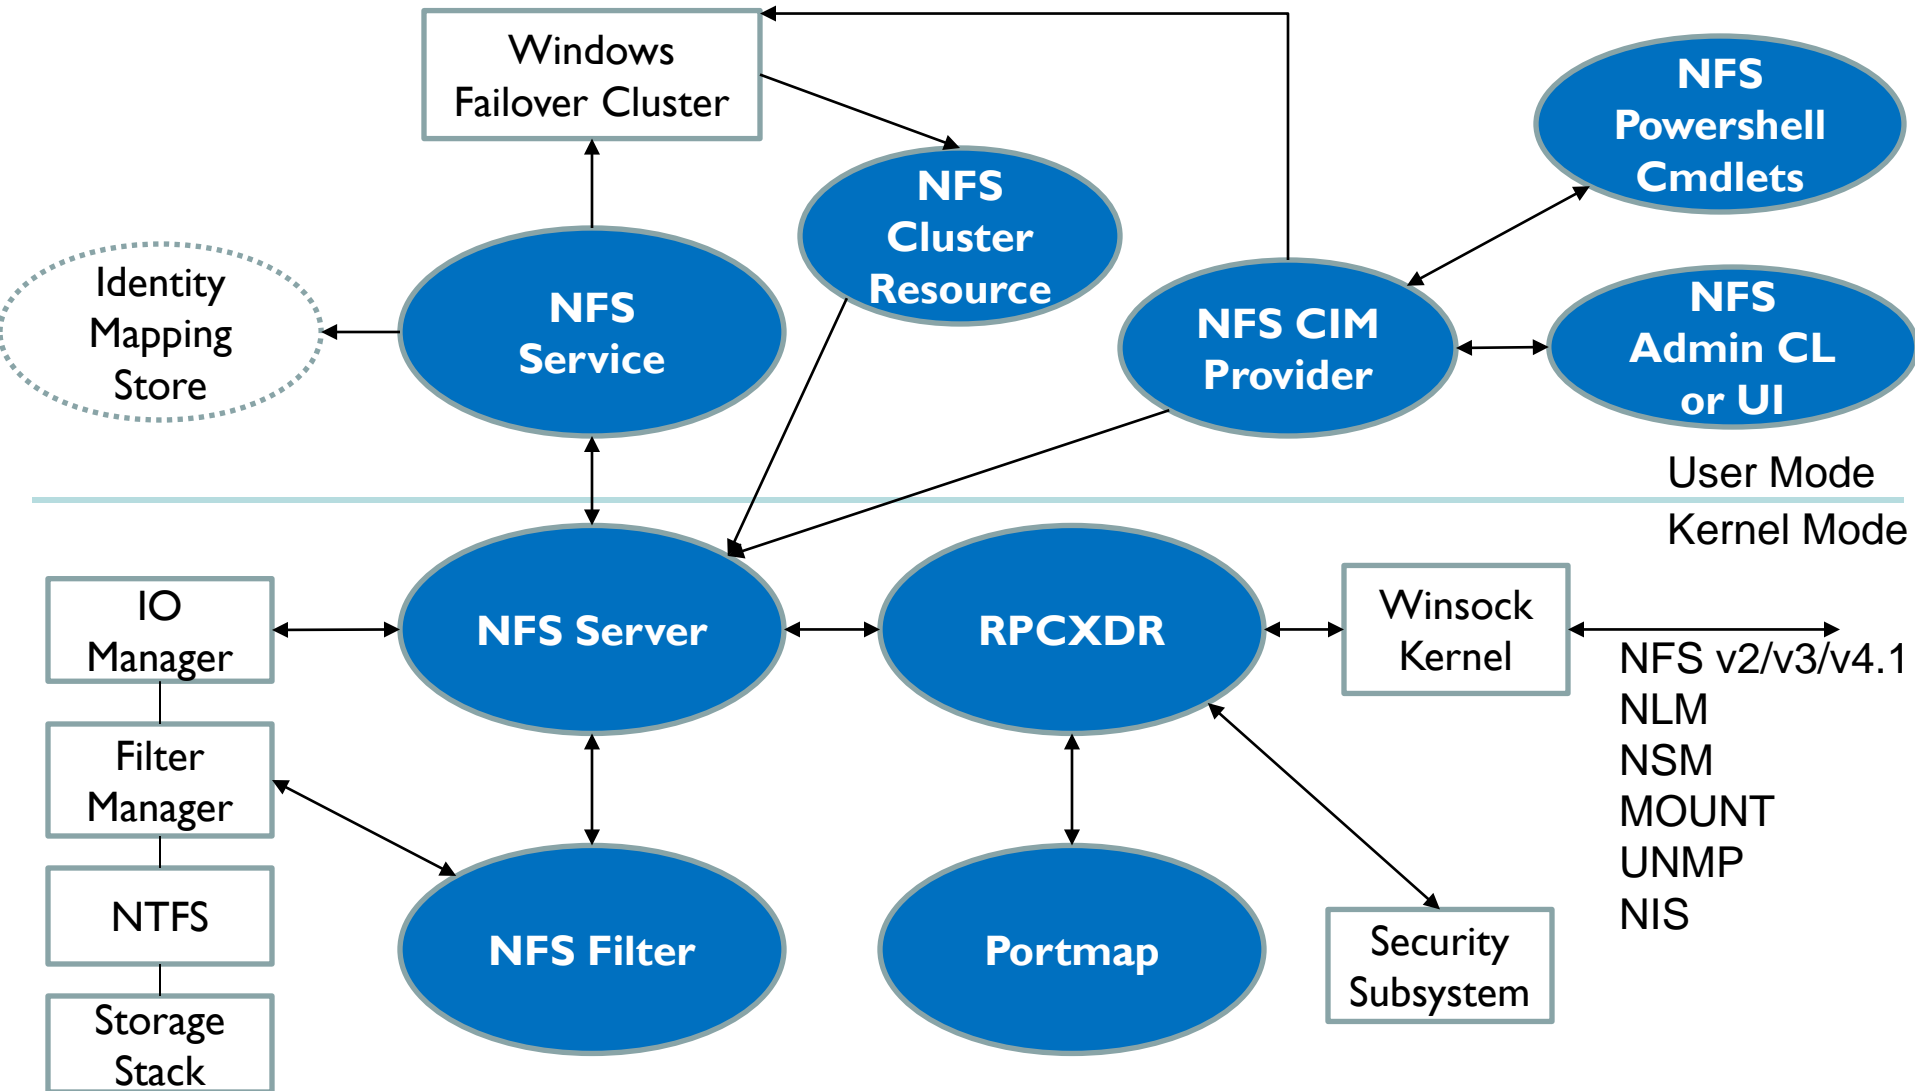 Windows
Failover Cluster
NFS
Powershell
Cmdlets
NFS
Cluster
Resource
Identity
Mapping
Store
NFS
Service
NFS CIM
Provider
NFS
Admin CL
or UI
User Mode
Kernel Mode
IO
Manager
NFS Server
RPCXDR
Winsock
Kernel
NFS v2/v3/v4.1
NLM
NSM
MOUNT
UNMP
NIS
Filter
Manager
NTFS
NFS Filter
Portmap
Security
Subsystem
Storage
Stack